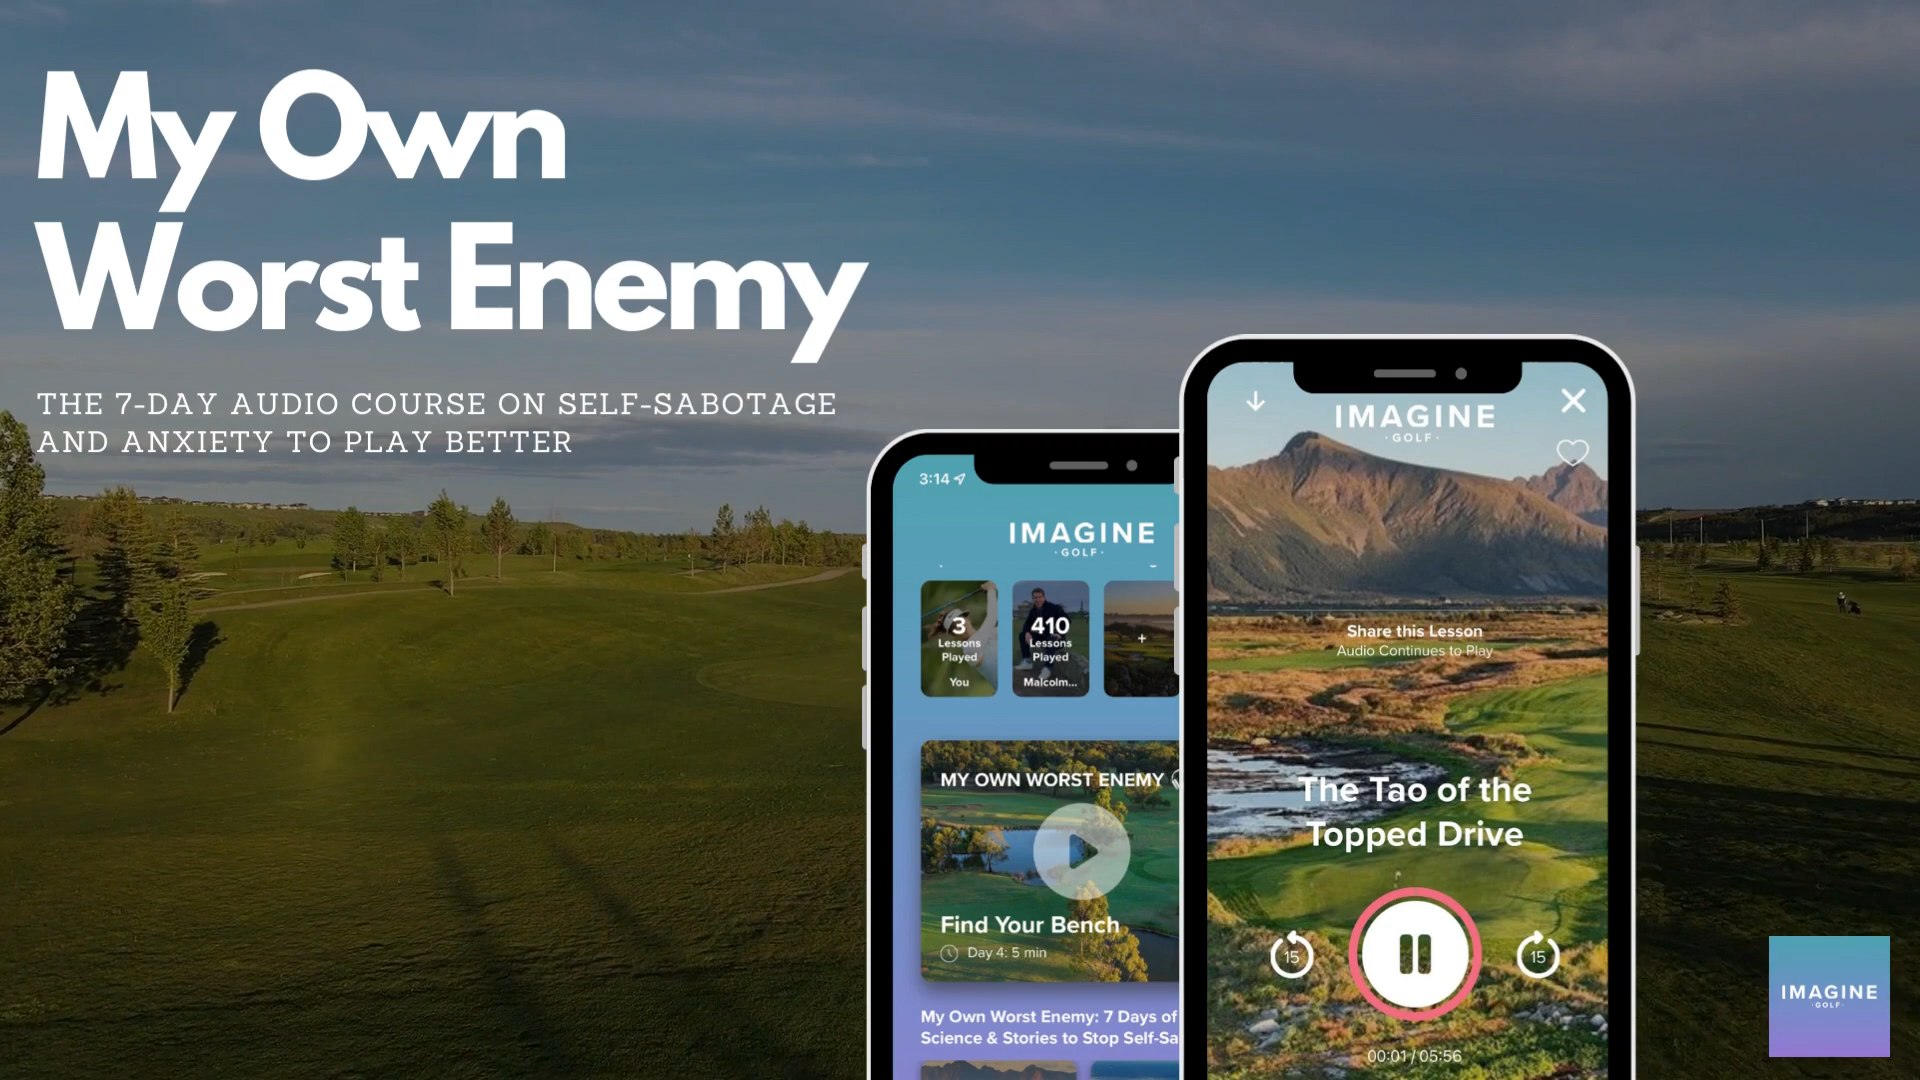 My Own
Worst Enemy
THE 7-DAY AUDIO COURSE ON SELF-SABOTAGE
AND ANXIETY TO PLAY BETTER
3:14
IMAGINE
·GOLF·
3
Lessons
Played
You
410
Lessons
Played
Malcolm...
+
MY OWN WORST ENEMY
Find Your Bench
Day 4: 5 min
My Own Worst Enemy: 7 Days of
Science & Stories to Stop Self-Sa
IMAGINE
·GOLF·
Share this Lesson
Audio Continues to Play
The Tao of the
Topped Drive
15
15
00:01 / 05:56
IMAGINE
·GOLF·